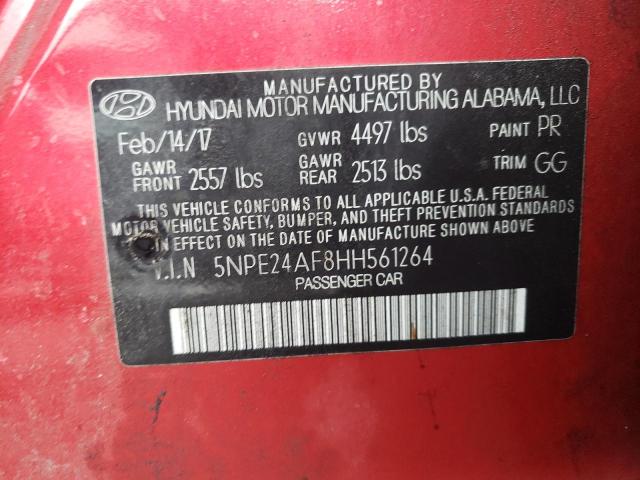 MANUFACTURED BY
HYUNDAI MOTOR MANUFACTURING ALABAMA, LLC
Feb/14/17 GVWR 4497 lbs PAINT PR
GAWR FRONT 2557 lbs GAWR REAR 2513 lbs TRIM GG
THIS VEHICLE CONFORMS TO ALL APPLICABLE U.S.A. FEDERAL
MOTOR VEHICLE SAFETY, BUMPER, AND THEFT PREVENTION STANDARDS
IN EFFECT ON THE DATE OF MANUFACTURE SHOWN ABOVE.
V.I.N 5NPE24AF8HH561264
PASSENGER CAR